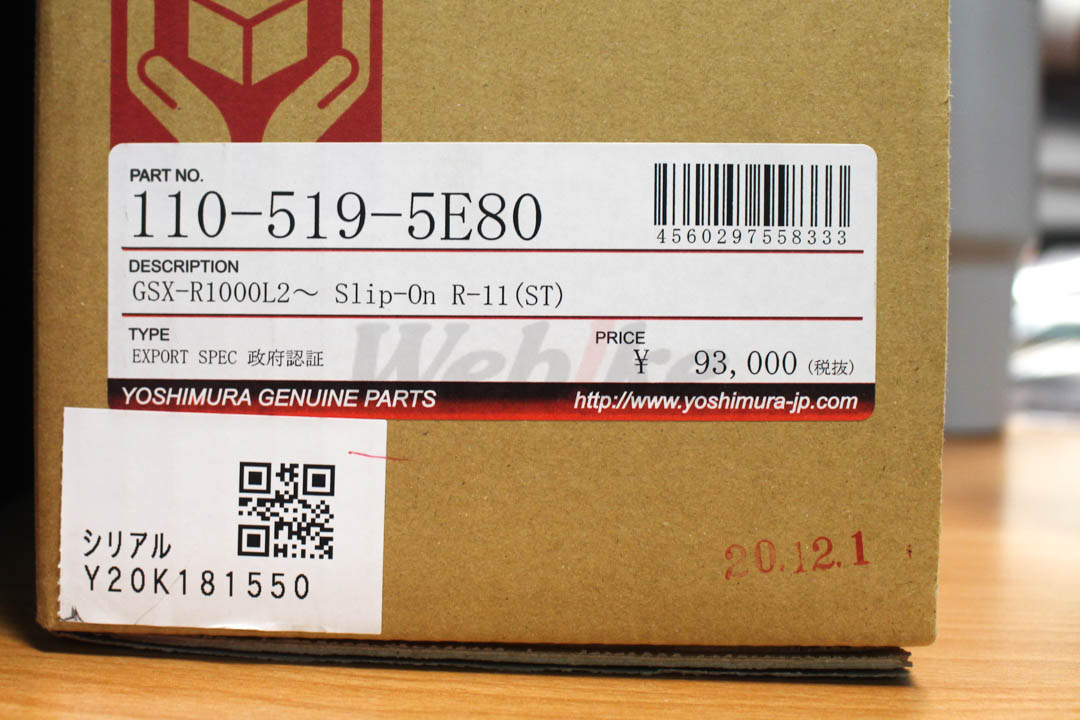 PART NO.
110-519-5E80
4560297558333
DESCRIPTION
GSX-R1000L2～ Slip-On R-11(ST)
TYPE
EXPORT SPEC 政府認証
PRICE
¥ 93,000 (税抜)
Webike
YOSHIMURA GENUINE PARTS
http://www.yoshimura-jp.com
シリアル
Y20K181550
20.12.1